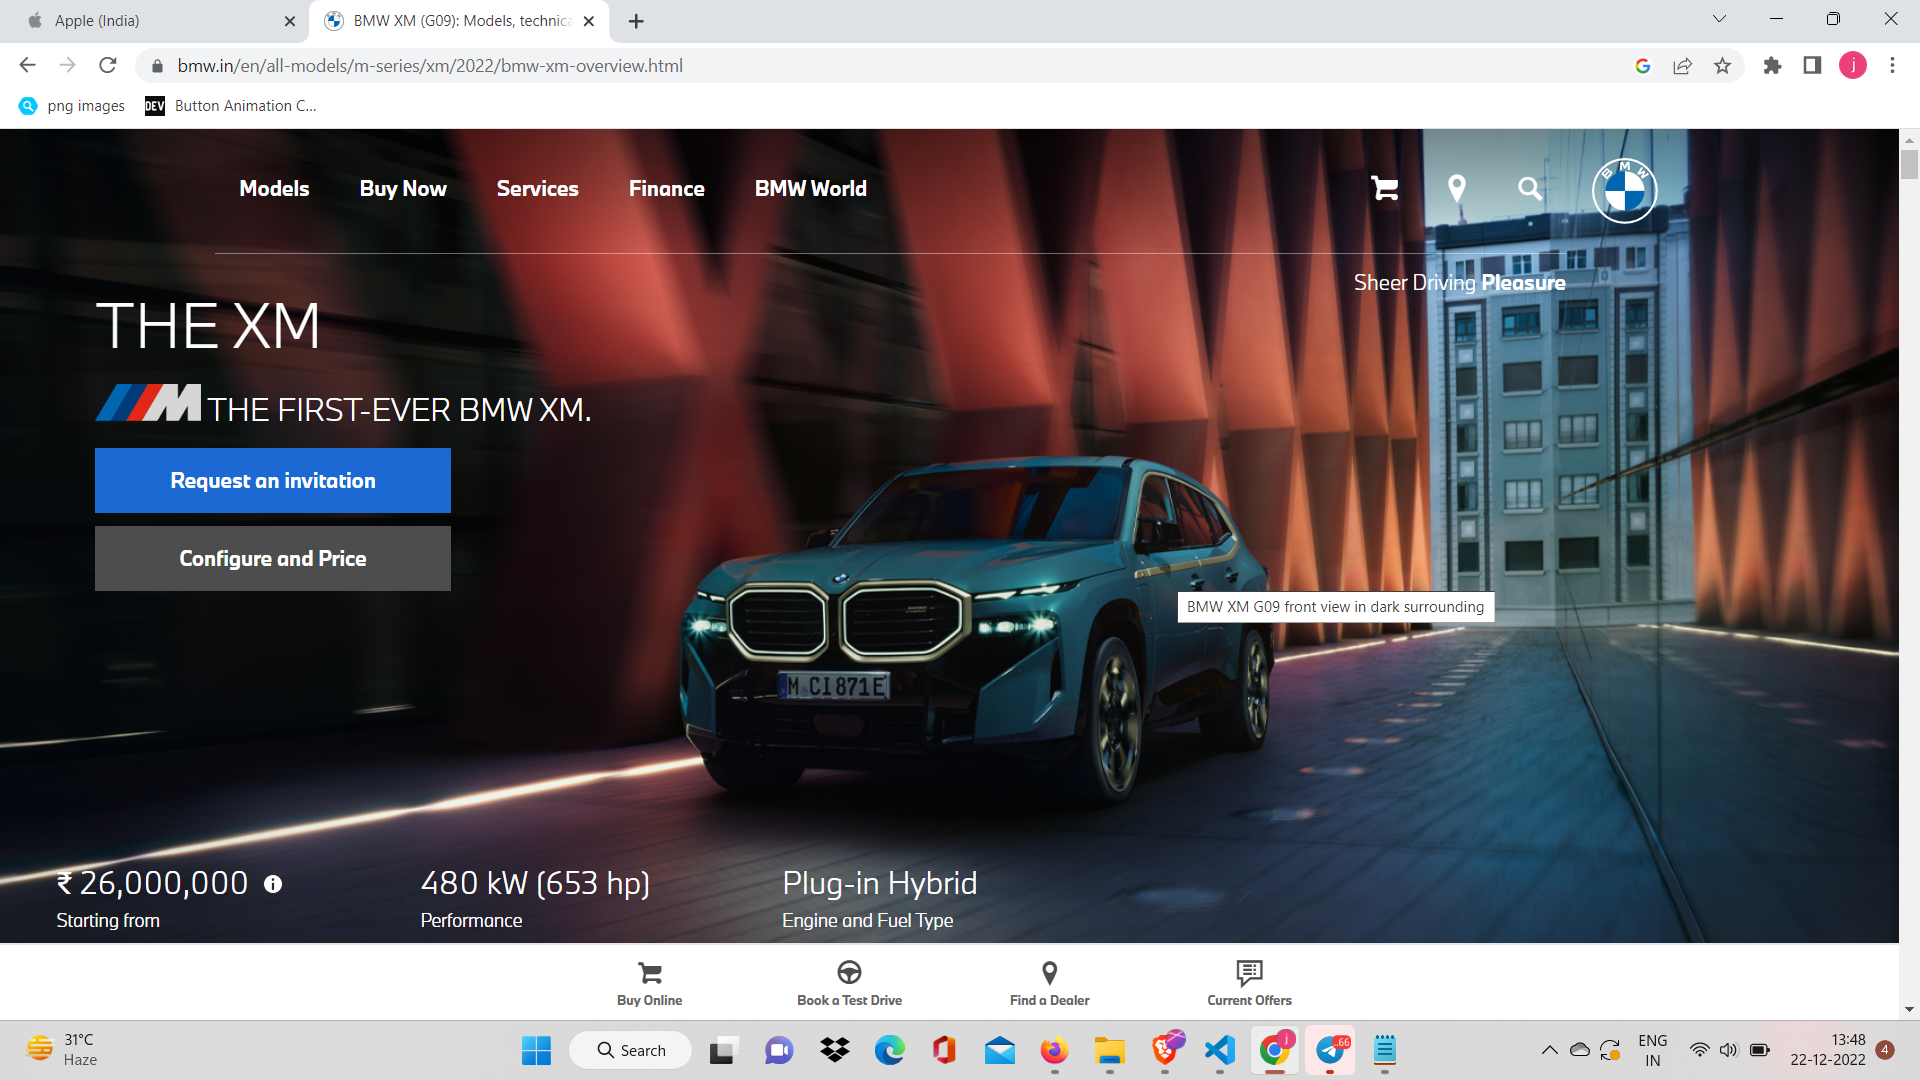 Apple (India)
BMW XM (G09): Models, technica
bmw.in/en/all-models/m-series/xm/2022/bmw-xm-overview.html
j
png images
DEV
Button Animation C...
Models
Buy Now
Services
Finance
BMW World
BMW
Sheer Driving Pleasure
THE XM
M THE FIRST-EVER BMW XM.
Request an invitation
Configure and Price
BMW XM G09 front view in dark surrounding
M CI 871E
₹ 26,000,000
Starting from
480 kW (653 hp)
Performance
Plug-in Hybrid
Engine and Fuel Type
Buy Online
Book a Test Drive
Find a Dealer
Current Offers
31°C
Haze
Search
j
..66
ENG
IN
13:48
22-12-2022
4